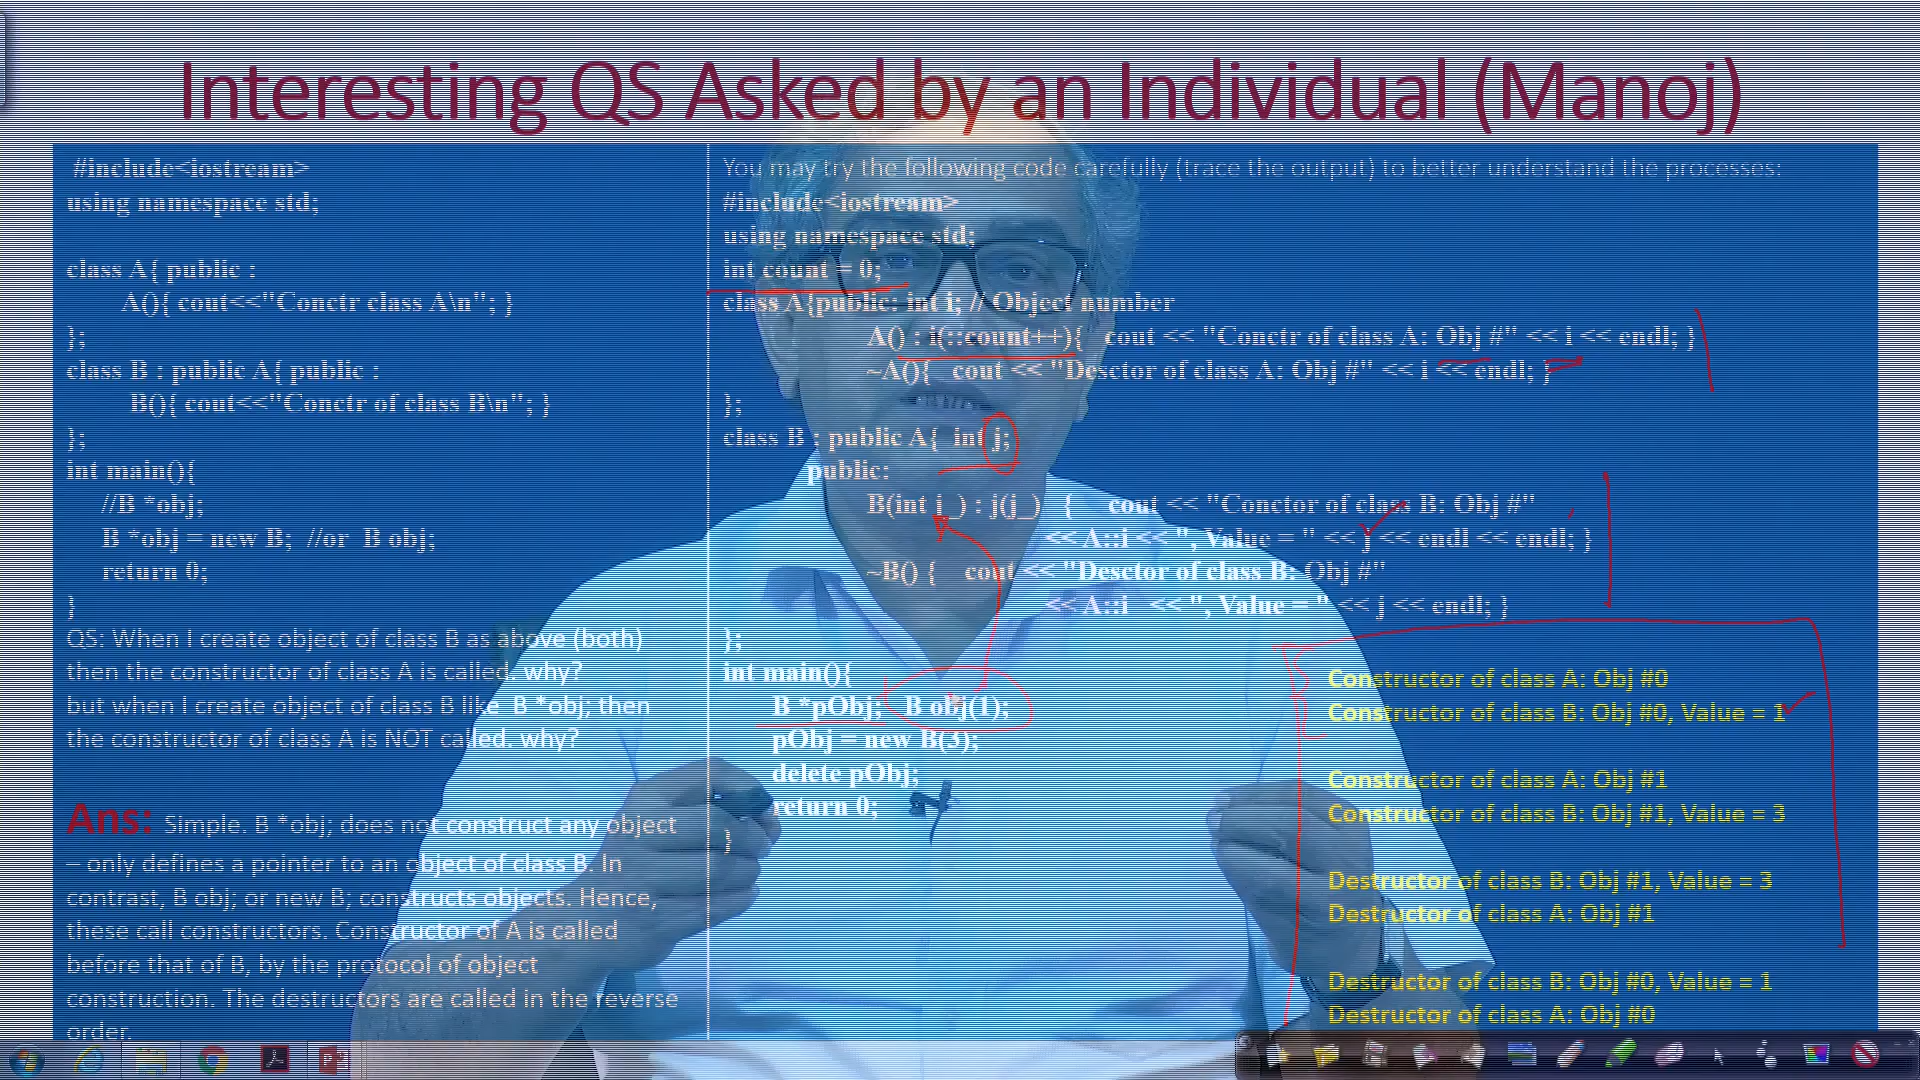 Interesting QS Asked by an Individual (Manoj)
#include<iostream>
using namespace std;
class A{ public :
A(){ cout<<"Conctr class A\n"; }
};
class B : public A{ public :
B(){ cout<<"Conctr of class B\n"; }
};
int main(){
//B *obj;
B *obj = new B; //or B obj;
return 0;
}
QS: When I create object of class B as above (both)
then the constructor of class A is called. why?
but when I create object of class B like B *obj; then
the constructor of class A is NOT called. why?
Ans: Simple. B *obj; does not construct any object
– only defines a pointer to an object of class B. In
contrast, B obj; or new B; constructs objects. Hence,
these call constructors. Constructor of A is called
before that of B, by the protocol of object
construction. The destructors are called in the reverse
order.
You may try the following code carefully (trace the output) to better understand the processes:
#include<iostream>
using namespace std;
int count = 0;
class A{public: int i; // Object number
A() : i(::count++){ cout << "Conctr of class A: Obj #" << i << endl; }
~A(){ cout << "Desctor of class A: Obj #" << i << endl; }
};
class B : public A{ int j;
public:
B(int j_) : j(j_) { cout << "Conctor of class B: Obj #"
<< A::i << ", Value = " << j << endl << endl; }
~B() { cout << "Desctor of class B: Obj #"
<< A::i << ", Value = " << j << endl; }
};
int main(){
B *pObj; B obj(1);
pObj = new B(3);
delete pObj;
return 0;
}
Constructor of class A: Obj #0
Constructor of class B: Obj #0, Value = 1
Constructor of class A: Obj #1
Constructor of class B: Obj #1, Value = 3
Destructor of class B: Obj #1, Value = 3
Destructor of class A: Obj #1
Destructor of class B: Obj #0, Value = 1
Destructor of class A: Obj #0